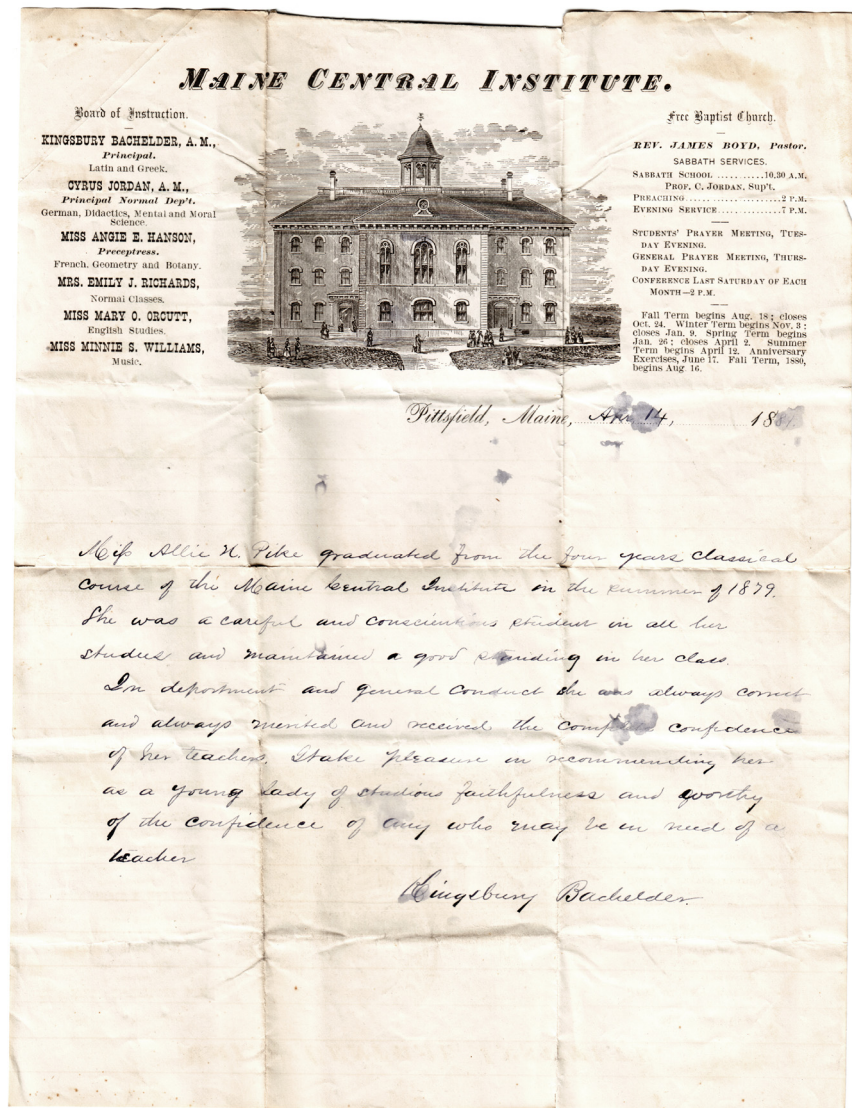 MAINE CENTRAL INSTITUTE.
Board of Instruction.
KINGSBURY BACHELDER, A. M.,
Principal.
Latin and Greek.
CYRUS JORDAN, A. M.,
Principal Normal Dep't.
German, Didactics, Mental and Moral
Science.
MISS ANGIE E. HANSON,
Preceptress.
French, Geometry and Botany.
MRS. EMILY J. RICHARDS,
Normal Classes.
MISS MARY O. ORCUTT,
English Studies.
MISS MINNIE S. WILLIAMS,
Music.
Free Baptist Church.
REV. JAMES BOYD, Pastor.
SABBATH SERVICES.
SABBATH SCHOOL ..........10.30 A.M.
PROF. C. JORDAN, Sup't.
PREACHING....................2 P.M.
EVENING SERVICE.............7 P.M.
STUDENTS' PRAYER MEETING, TUES-
DAY EVENING.
GENERAL PRAYER MEETING, THURS-
DAY EVENING.
CONFERENCE LAST SATURDAY OF EACH
MONTH—2 P.M.
Fall Term begins Aug. 18; closes
Oct. 24. Winter Term begins Nov. 3;
closes Jan. 9. Spring Term begins
Jan. 26; closes April 2. Summer
Term begins April 12. Anniversary
Exercises, June 17. Fall Term, 1880,
begins Aug. 16.
Pittsfield, Maine, Apr. 14, 18
Miss Allie N. Pike graduated from the four years classical
course of the Maine Central Institute in the summer of 1879.
She was a careful and conscientious student in all her
studies and maintained a good standing in her class.
In deportment and general conduct she was always correct
and always merited and received the complete confidence
of her teachers. I take pleasure in recommending her
as a young lady of studious faithfulness and worthy
of the confidence of any who may be in need of a
teacher
Kingsbury Bachelder.